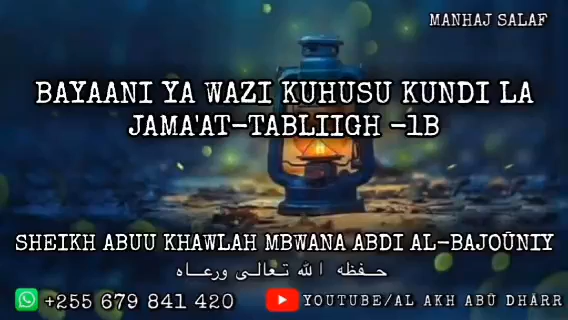 MANHAJ SALAF
BAYAANI YA WAZI KUHUSU KUNDI LA
JAMA'AT-TABLIIGH -1B
SHEIKH ABUU KHAWLAH MBWANA ABDI AL-BAJOŪNIY
حفظه الله تعالى ورعاه
+255 679 841 420
YOUTUBE/AL AKH ABŪ DHÁRR